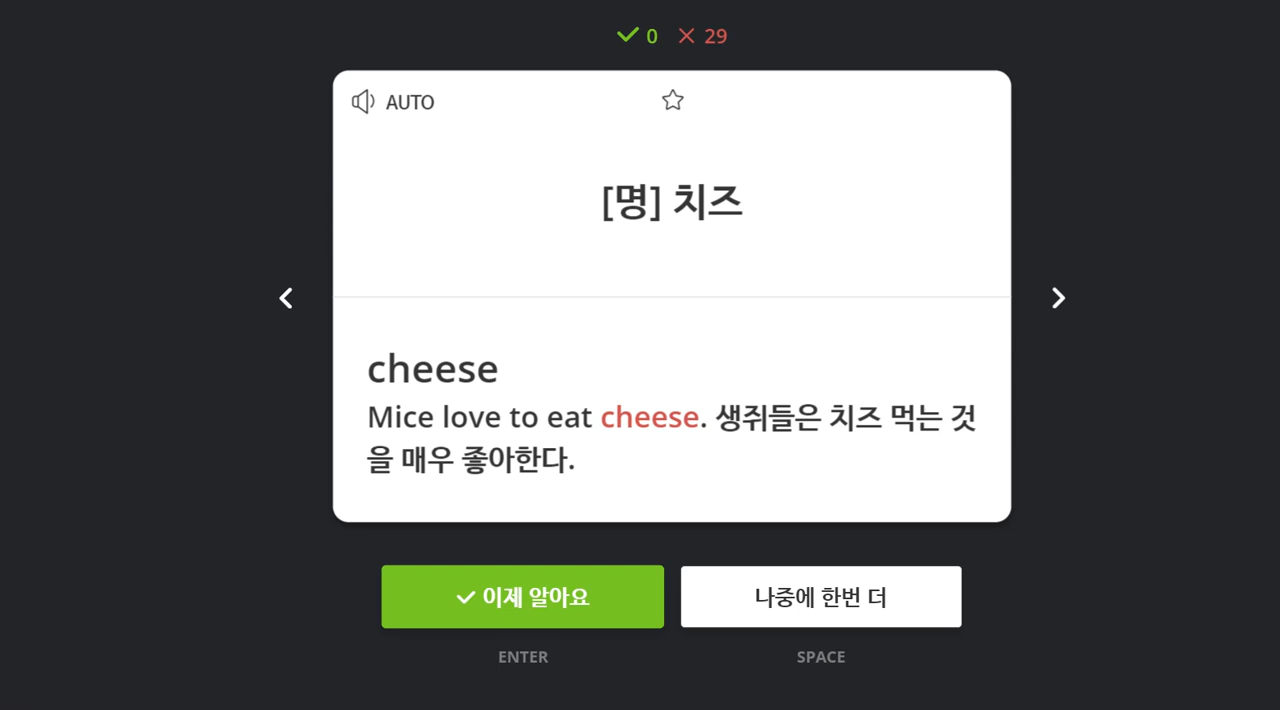 0 29
AUTO
[명] 치즈
cheese
Mice love to eat cheese. 생쥐들은 치즈 먹는 것
을 매우 좋아한다.
이제 알아요 나중에 한번 더
ENTER SPACE